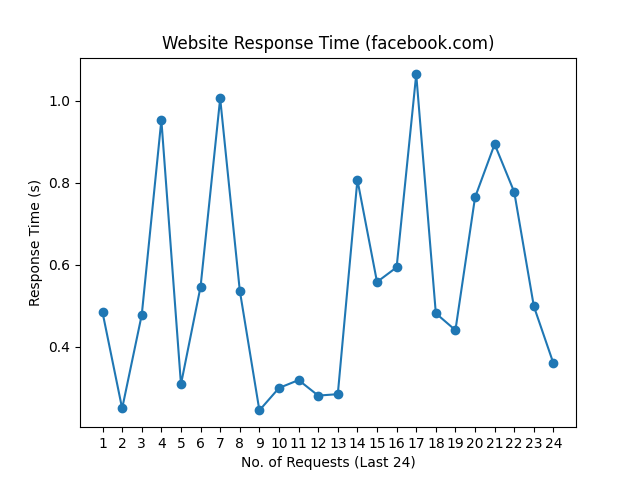 Website Response Time (facebook.com)
1.0
0.8
0.6
0.4
Response Time (s)
1 2 3 4 5 6 7 8 9 10 11 12 13 14 15 16 17 18 19 20 21 22 23 24
No. of Requests (Last 24)